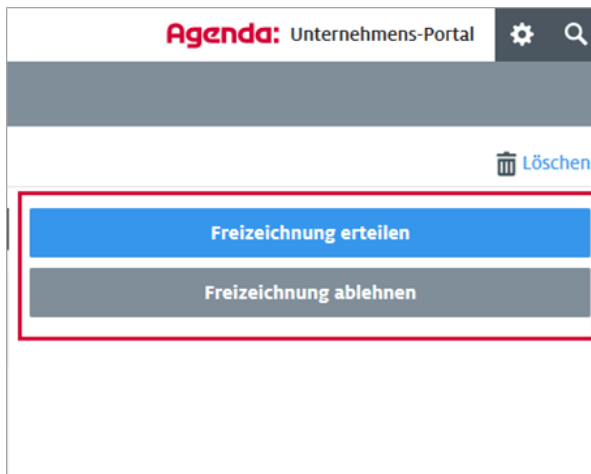 Agenda: Unternehmens-Portal
Löschen
Freizeichnung erteilen
Freizeichnung ablehnen